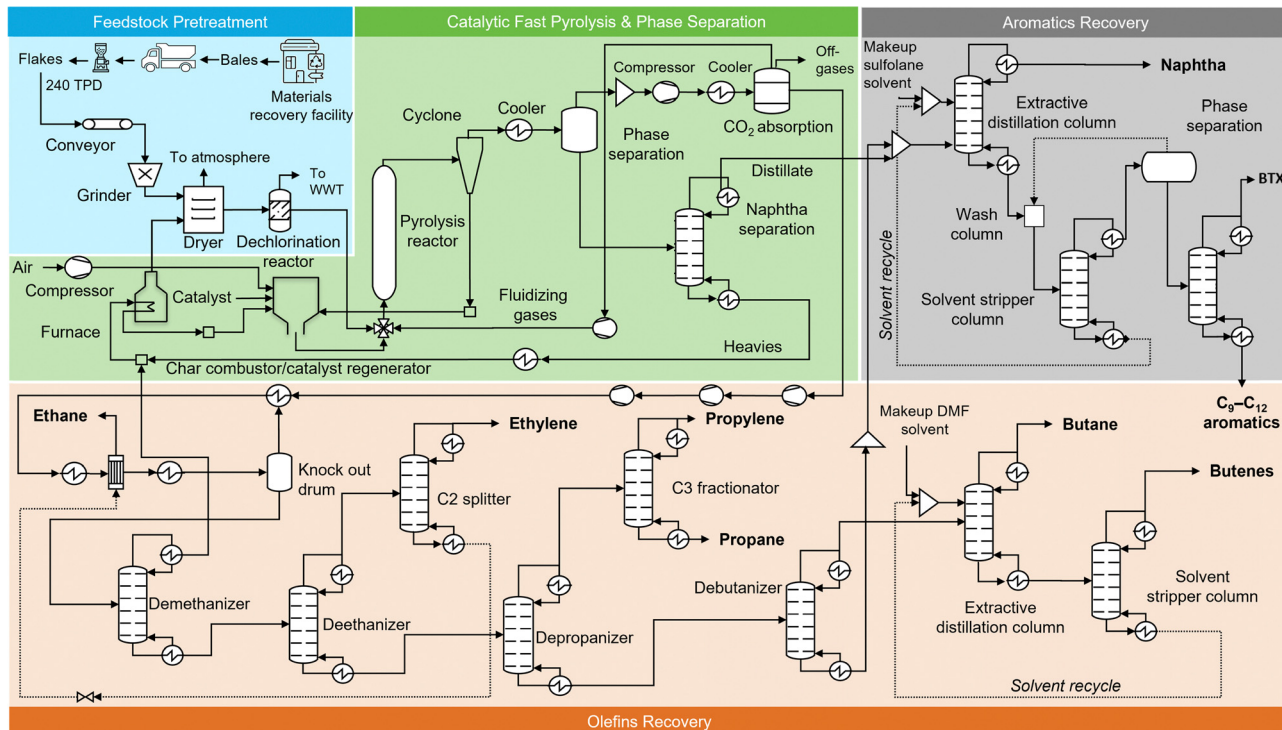 Feedstock Pretreatment
Flakes
Bales
240 TPD
Materials
recovery facility
Conveyor
To atmosphere
To
WWT
Grinder
Dryer
Dechlorination
reactor
Catalytic Fast Pyrolysis & Phase Separation
Off-
gases
Compressor
Cooler
Cyclone
Cooler
CO2 absorption
Phase
separation
Distillate
Naphtha
separation
Pyrolysis
reactor
Air
Compressor
Catalyst
Furnace
Fluidizing
gases
Heavies
Char combustor/catalyst regenerator
Aromatics Recovery
Makeup
sulfolane
solvent
Naphtha
Extractive
distillation column
Phase
separation
BTX
Wash
column
Solvent recycle
Solvent stripper
column
C9–C12
aromatics
Ethane
Ethylene
Propylene
Makeup DMF
solvent
Butane
Butenes
Knock out
drum
C2 splitter
C3 fractionator
Propane
Demethanizer
Deethanizer
Depropanizer
Debutanizer
Extractive
distillation column
Solvent
stripper column
Solvent recycle
Olefins Recovery